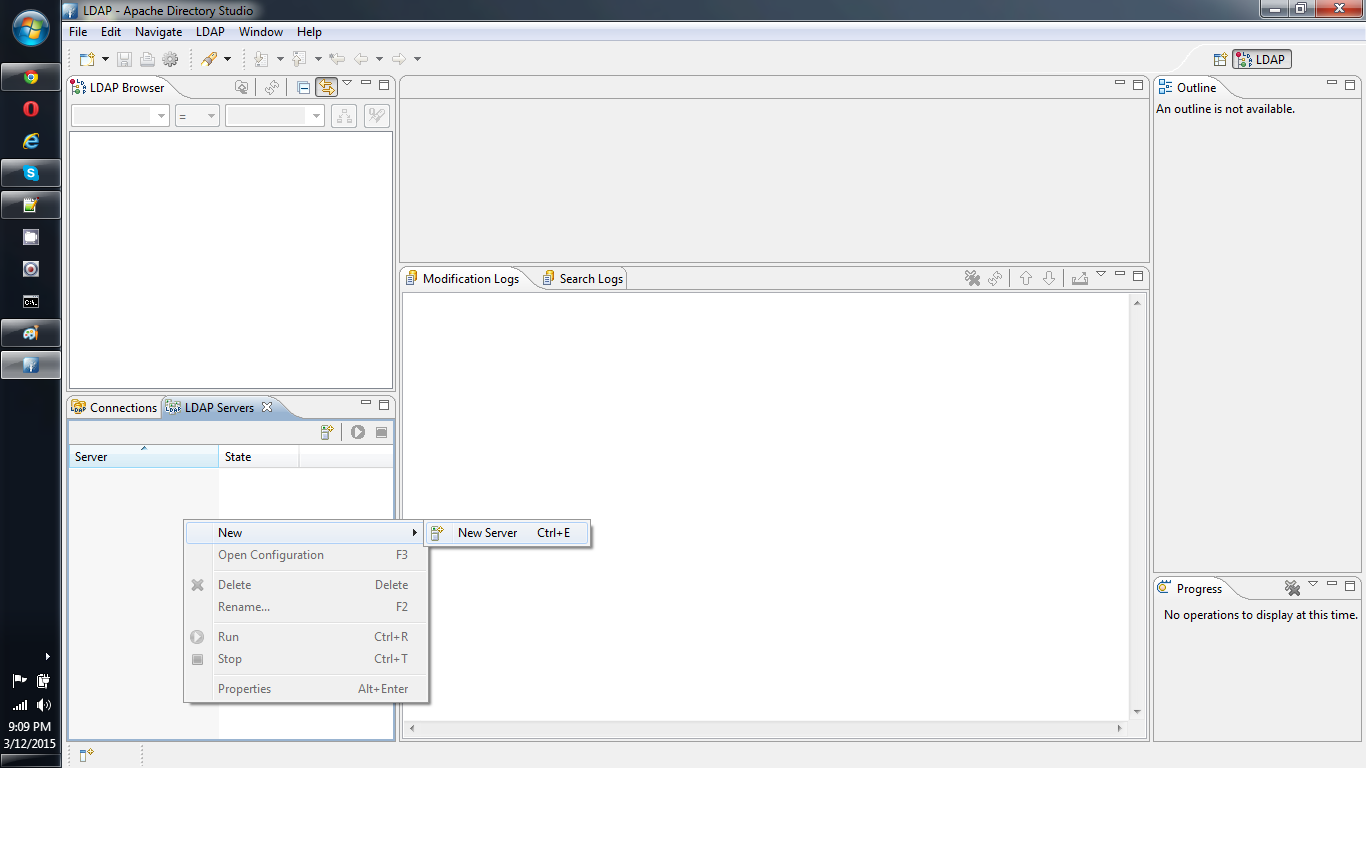 LDAP - Apache Directory Studio
File Edit Navigate LDAP Window Help
LDAP
LDAP Browser
=
Outline
An outline is not available.
Modification Logs Search Logs
Connections LDAP Servers
Server State
New
New Server Ctrl+E
Open Configuration F3
Delete Delete
Rename... F2
Run Ctrl+R
Stop Ctrl+T
Properties Alt+Enter
Progress
No operations to display at this time.
9:09 PM
3/12/2015